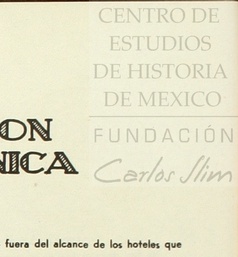 CENTRO DE
ESTUDIOS
DE HISTORIA
DE MEXICO
FUNDACIÓN
Carlos Slim
ON
NICA
fuera del alcance de los hoteles que